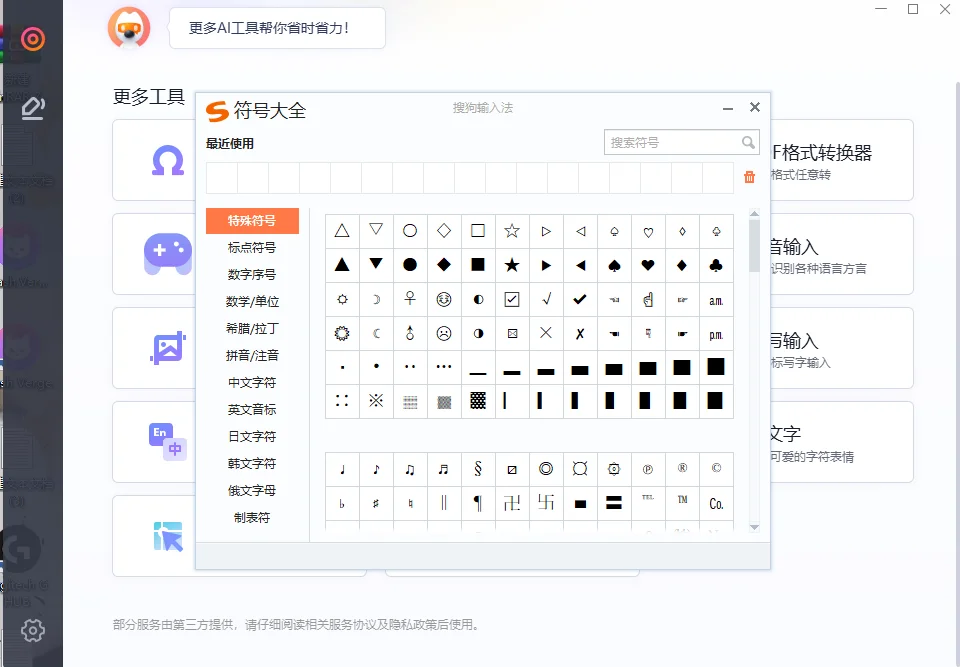 更多AI工具帮你省时省力！
更多工具
符号大全
搜狗输入法
最近使用
搜索符号
特殊符号
标点符号
数字序号
数学/单位
希腊/拉丁
拼音/注音
中文字符
英文音标
日文字符
韩文字符
俄文字母
制表符
△ ▽ ○ ◇ □ ☆ ▷ ◁ ♤ ♡ ♢ ♧
▲ ▼ ● ◆ ■ ★ ▶ ◀ ♠ ♥ ♦ ♣
a.m.
p.m.
♩ ♪ ♫ ♬ § ℗ ® ©
♭ ♯ ♮ ‖ ¶ 卍 卐 TEL TM Co.
F格式转换器
格式任意转
音输入
识别各种语言方言
写输入
标写字输入
En
中
文字
可爱的字符表情
部分服务由第三方提供，请仔细阅读相关服务协议及隐私政策后使用。